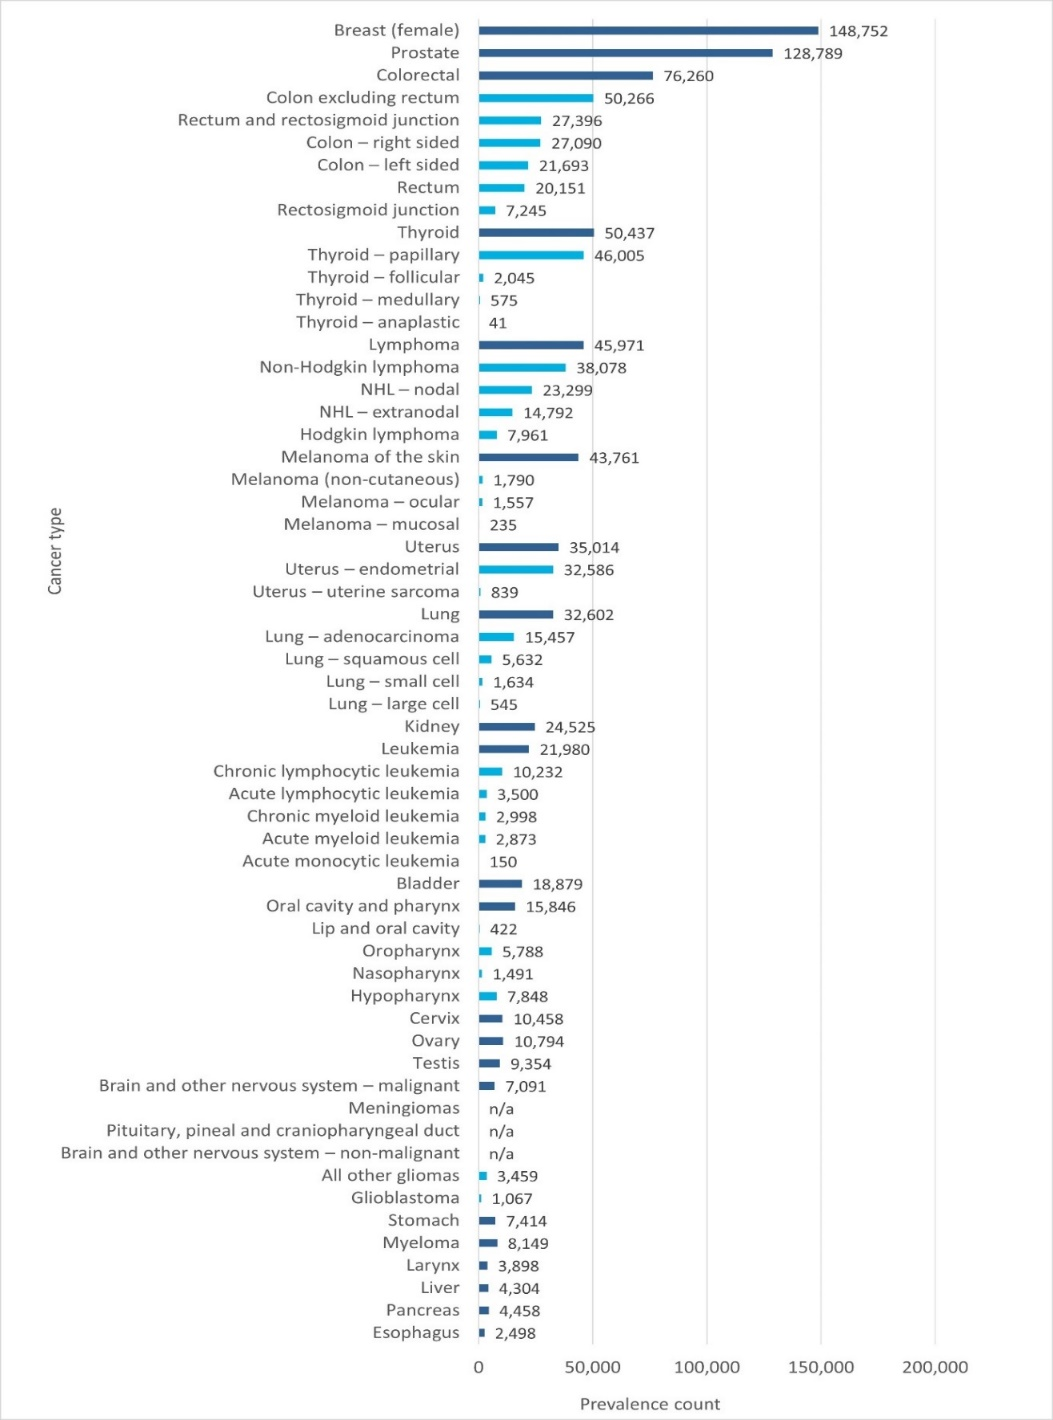 Breast (female) 148,752
Prostate 128,789
Colorectal 76,260
Colon excluding rectum 50,266
Rectum and rectosigmoid junction 27,396
Colon – right sided 27,090
Colon – left sided 21,693
Rectum 20,151
Rectosigmoid junction 7,245
Thyroid 50,437
Thyroid – papillary 46,005
Thyroid – follicular 2,045
Thyroid – medullary 575
Thyroid – anaplastic 41
Lymphoma 45,971
Non-Hodgkin lymphoma 38,078
NHL – nodal 23,299
NHL – extranodal 14,792
Hodgkin lymphoma 7,961
Melanoma of the skin 43,761
Melanoma (non-cutaneous) 1,790
Melanoma – ocular 1,557
Melanoma – mucosal 235
Uterus 35,014
Uterus – endometrial 32,586
Uterus – uterine sarcoma 839
Lung 32,602
Lung – adenocarcinoma 15,457
Lung – squamous cell 5,632
Lung – small cell 1,634
Lung – large cell 545
Kidney 24,525
Leukemia 21,980
Chronic lymphocytic leukemia 10,232
Acute lymphocytic leukemia 3,500
Chronic myeloid leukemia 2,998
Acute myeloid leukemia 2,873
Acute monocytic leukemia 150
Bladder 18,879
Oral cavity and pharynx 15,846
Lip and oral cavity 422
Oropharynx 5,788
Nasopharynx 1,491
Hypopharynx 7,848
Cervix 10,458
Ovary 10,794
Testis 9,354
Brain and other nervous system – malignant 7,091
Meningiomas n/a
Pituitary, pineal and craniopharyngeal duct n/a
Brain and other nervous system – non-malignant n/a
All other gliomas 3,459
Glioblastoma 1,067
Stomach 7,414
Myeloma 8,149
Larynx 3,898
Liver 4,304
Pancreas 4,458
Esophagus 2,498
Cancer type
0 50,000 100,000 150,000 200,000
Prevalence count